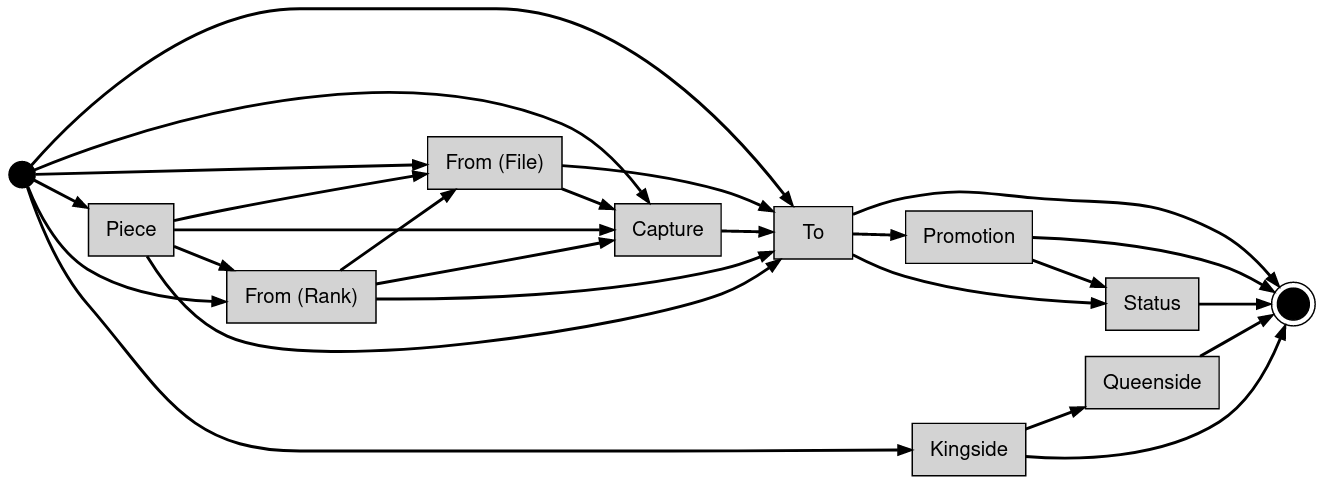 From (File)
Piece
Capture
To
Promotion
From (Rank)
Status
Queenside
Kingside